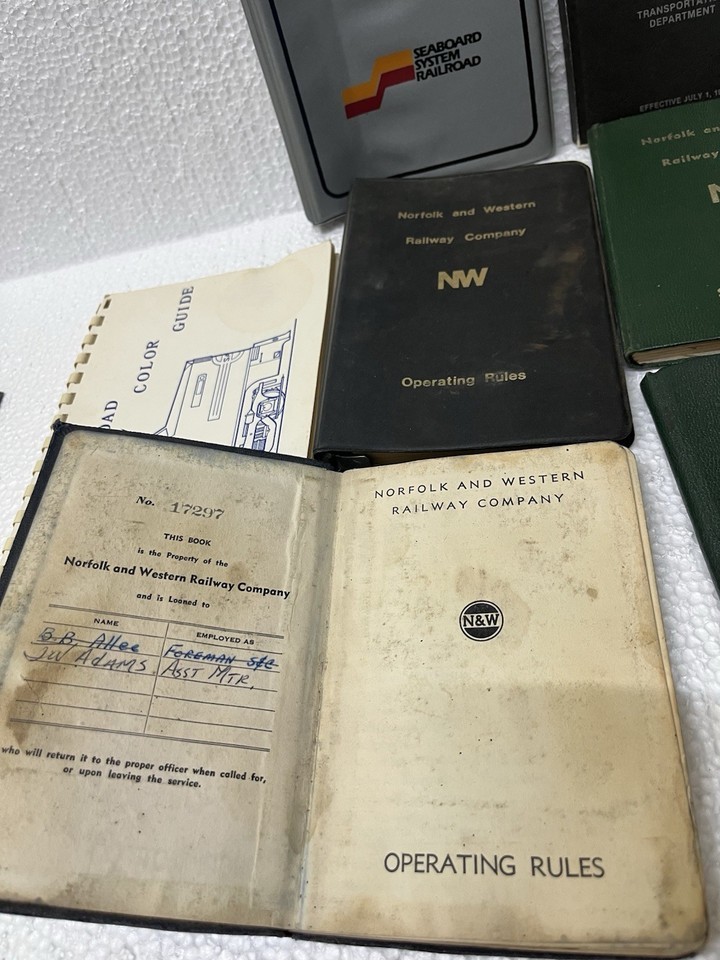 SEABOARD
SYSTEM
RAILROAD
DEPARTMENT
EFFECTIVE JULY 1,
Norfolk and Western
Railway Company
NW
Operating Rules
Norfolk
Railway
COLOR GUIDE
No. 17297
THIS BOOK
is the Property of the
Norfolk and Western Railway Company
and is Loaned to
NAME EMPLOYED AS
B.B. Allee FOREMAN S&C
JW ADAMS. ASST MTR.
who will return it to the proper officer when called for,
or upon leaving the service.
NORFOLK AND WESTERN
RAILWAY COMPANY
N&W
OPERATING RULES